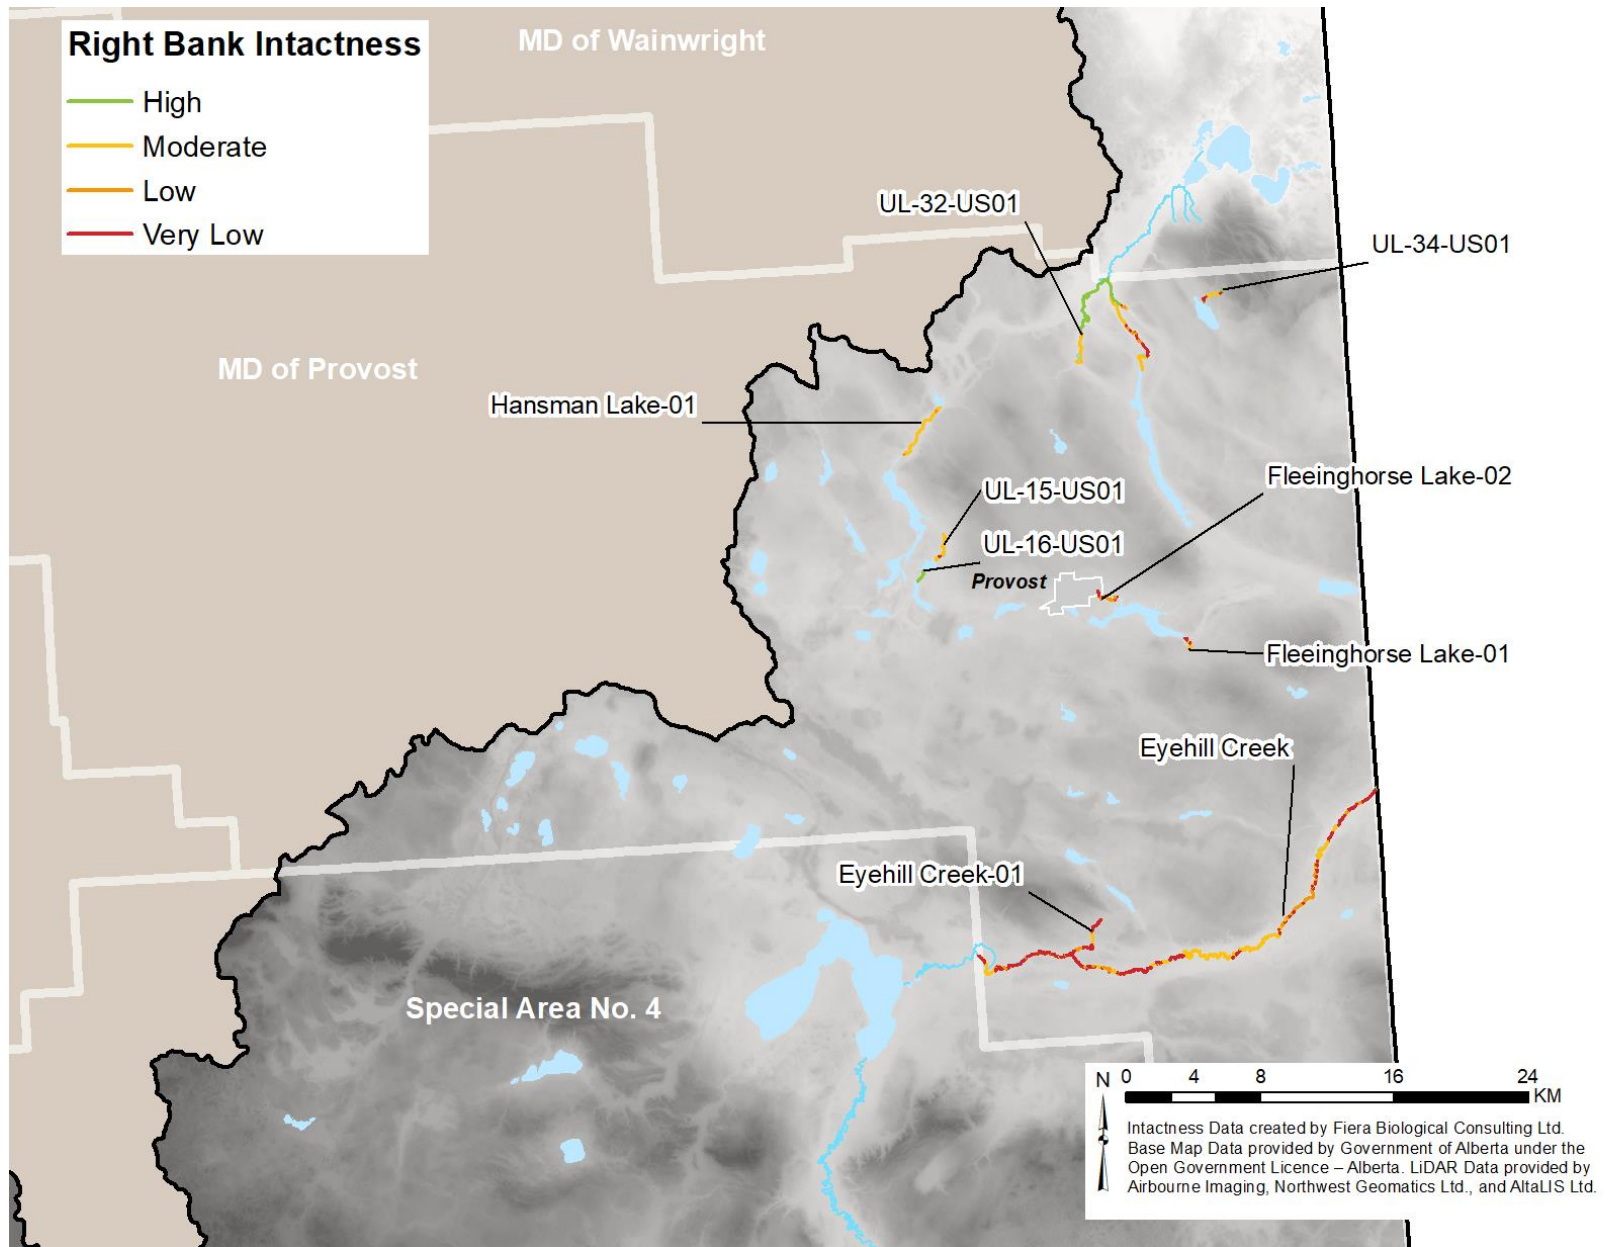 Right Bank Intactness
High
Moderate
Low
Very Low
MD of Wainwright
UL-32-US01
UL-34-US01
MD of Provost
Hansman Lake-01
Fleeinghorse Lake-02
UL-15-US01
UL-16-US01
Provost
Fleeinghorse Lake-01
Eyehill Creek
Eyehill Creek-01
Special Area No. 4
N 0 4 8 16 24
KM
Intactness Data created by Fiera Biological Consulting Ltd.
Base Map Data provided by Government of Alberta under the
Open Government Licence – Alberta. LiDAR Data provided by
Airbourne Imaging, Northwest Geomatics Ltd., and AltaLIS Ltd.